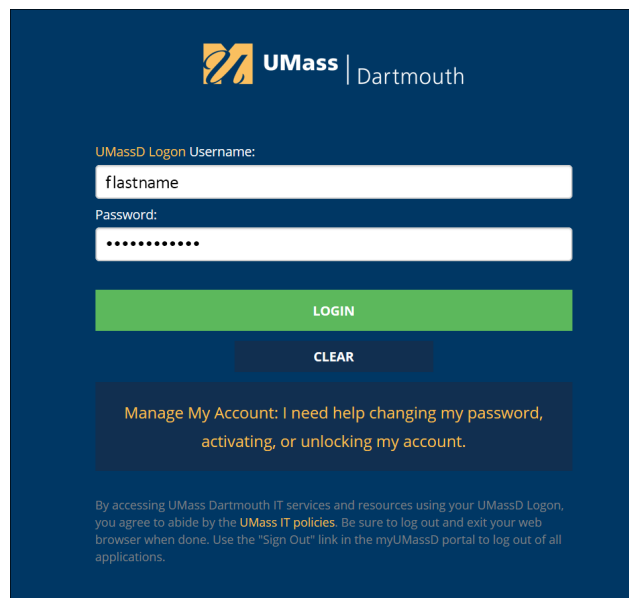 UMass | Dartmouth
UMassD Logon Username:
flastname
Password:
••••••••••••
LOGIN
CLEAR
Manage My Account: I need help changing my password,
activating, or unlocking my account.
By accessing UMass Dartmouth IT services and resources using your UMassD Logon,
you agree to abide by the UMass IT policies. Be sure to log out and exit your web
browser when done. Use the "Sign Out" link in the myUMassD portal to log out of all
applications.